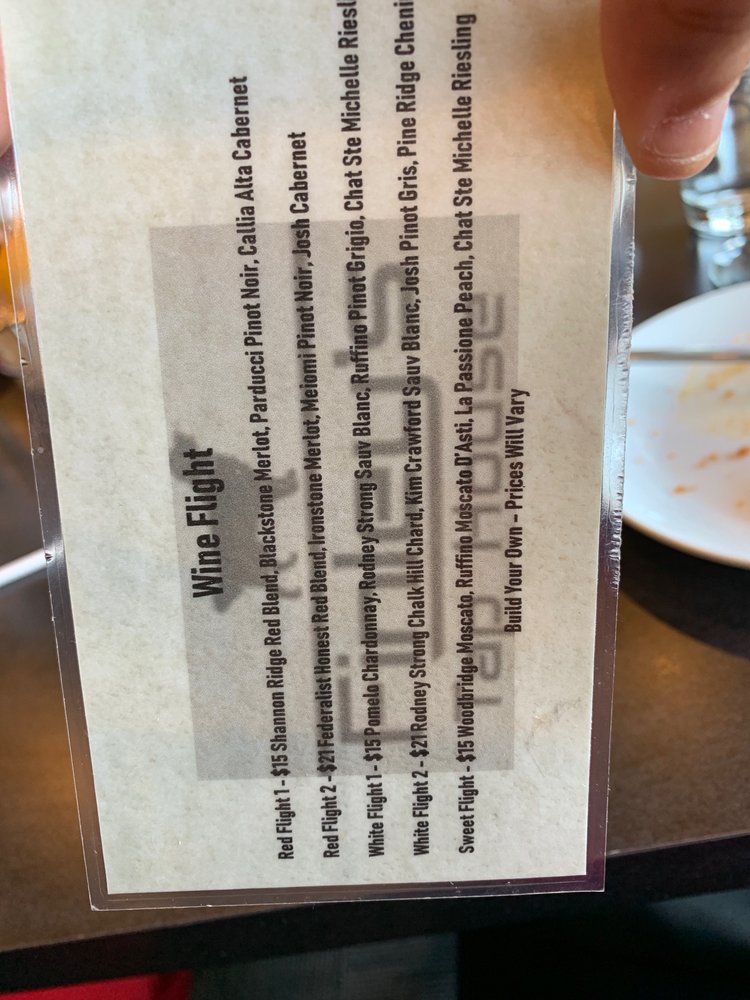 Wine Flight
Red Flight 1 - $15 Shannon Ridge Red Blend, Blackstone Merlot, Parducci Pinot Noir, Callia Alta Cabernet
Red Flight 2 - $21 Federalist Honest Red Blend, Ironstone Merlot, Meiomi Pinot Noir, Josh Cabernet
White Flight 1 - $15 Pomelo Chardonnay, Rodney Strong Sauv Blanc, Ruffino Pinot Grigio, Chat Ste Michelle
White Flight 2 - $21 Rodney Strong Chalk Hill Chard, Kim Crawford Sauv Blanc, Josh Pinot Gris, Pine Ridge
Sweet Flight - $15 Woodbridge Moscato, Ruffino Moscato D'Asti, La Passione Peach, Chat Ste Michelle Riesling
Build Your Own - Prices Will Vary
Tap House